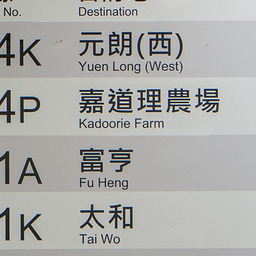 No. Destination
4K 元朗(西)
Yuen Long (West)
4P 嘉道理農場
Kadoorie Farm
1A 富亨
Fu Heng
1K 太和
Tai Wo